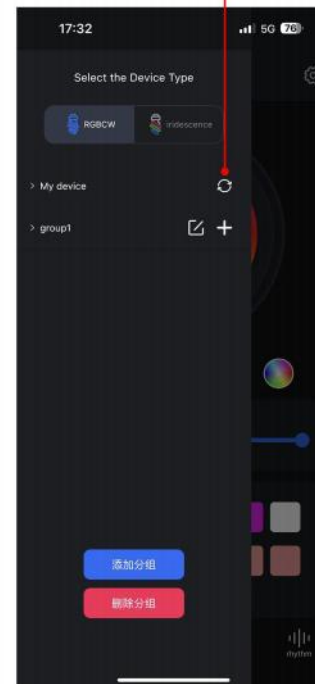 17:32
5G 76
Select the Device Type
RGBCW
iridescence
> My device
> group1
添加分组
删除分组
rhythm